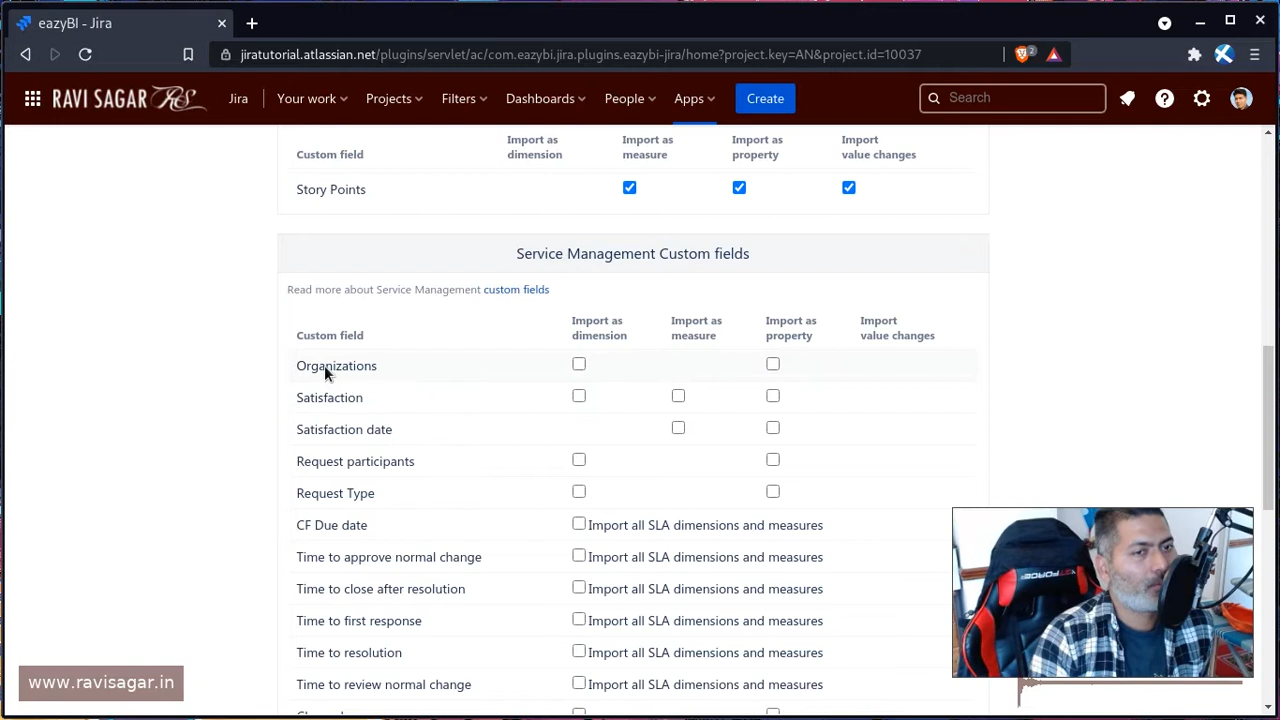 eazyBI - Jira
jiratutorial.atlassian.net/plugins/servlet/ac/com.eazybi.jira.plugins.eazybi-jira/home?project.key=AN&project.id=10037
2
RAVI SAGAR RS Jira Your work Projects Filters Dashboards People Apps Create Search
Custom field Import as dimension Import as measure Import as property Import value changes
Story Points
Service Management Custom fields
Read more about Service Management custom fields
Custom field Import as dimension Import as measure Import as property Import value changes
Organizations
Satisfaction
Satisfaction date
Request participants
Request Type
CF Due date Import all SLA dimensions and measures
Time to approve normal change Import all SLA dimensions and measures
Time to close after resolution Import all SLA dimensions and measures
Time to first response Import all SLA dimensions and measures
Time to resolution Import all SLA dimensions and measures
Time to review normal change Import all SLA dimensions and measures
www.ravisagar.in